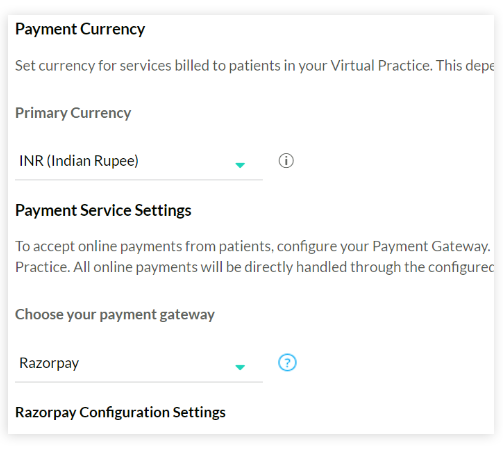 Payment Currency
Set currency for services billed to patients in your Virtual Practice. This depe
Primary Currency
INR (Indian Rupee)
Payment Service Settings
To accept online payments from patients, configure your Payment Gateway.
Practice. All online payments will be directly handled through the configured
Choose your payment gateway
Razorpay
?
Razorpay Configuration Settings